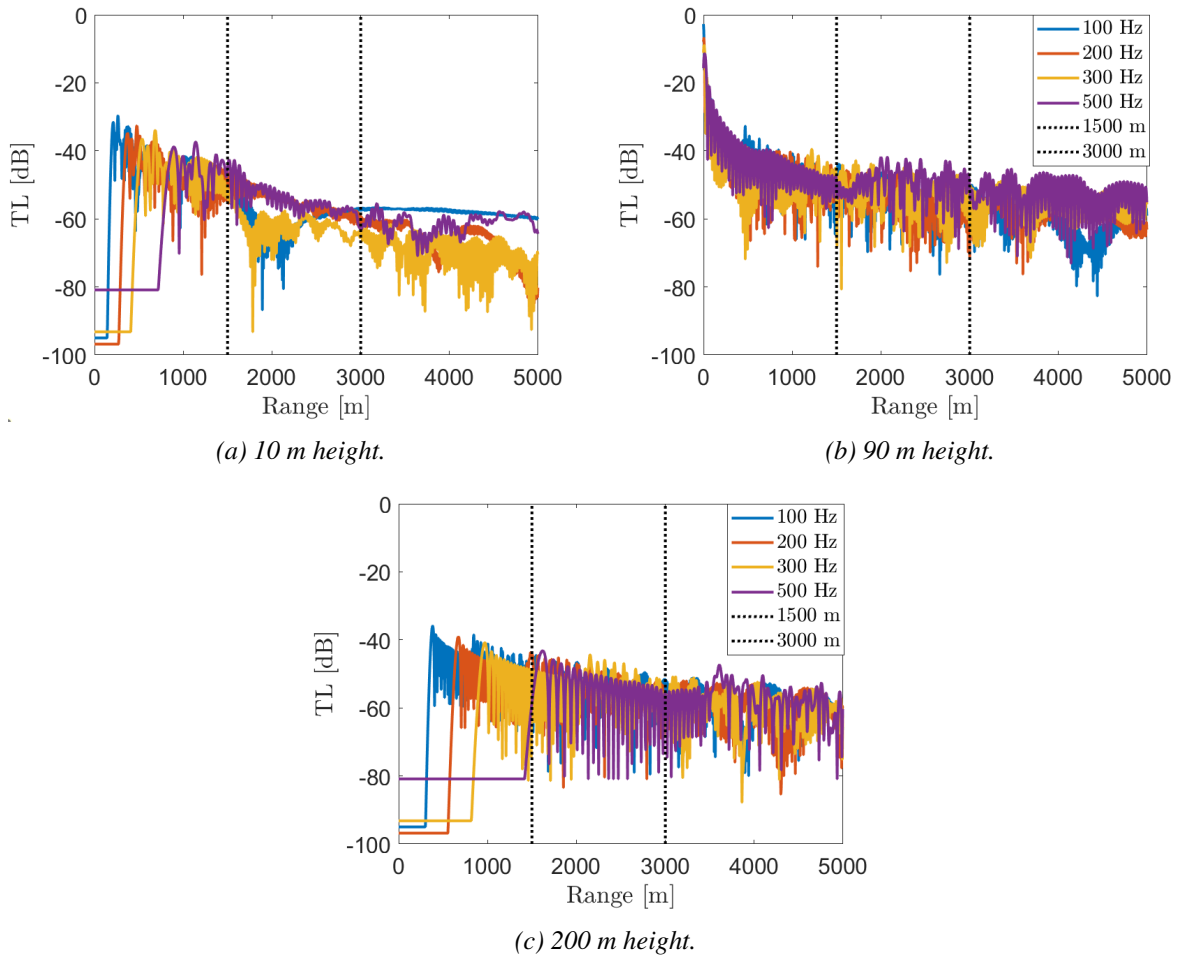 0
-20
-40
-60
-80
-100
TL [dB]
0 1000 2000 3000 4000 5000
Range [m]
(a) 10 m height.
0
-20
-40
-60
-80
-100
TL [dB]
100 Hz
200 Hz
300 Hz
500 Hz
1500 m
3000 m
0 1000 2000 3000 4000 5000
Range [m]
(b) 90 m height.
0
-20
-40
-60
-80
-100
TL [dB]
100 Hz
200 Hz
300 Hz
500 Hz
1500 m
3000 m
0 1000 2000 3000 4000 5000
Range [m]
(c) 200 m height.